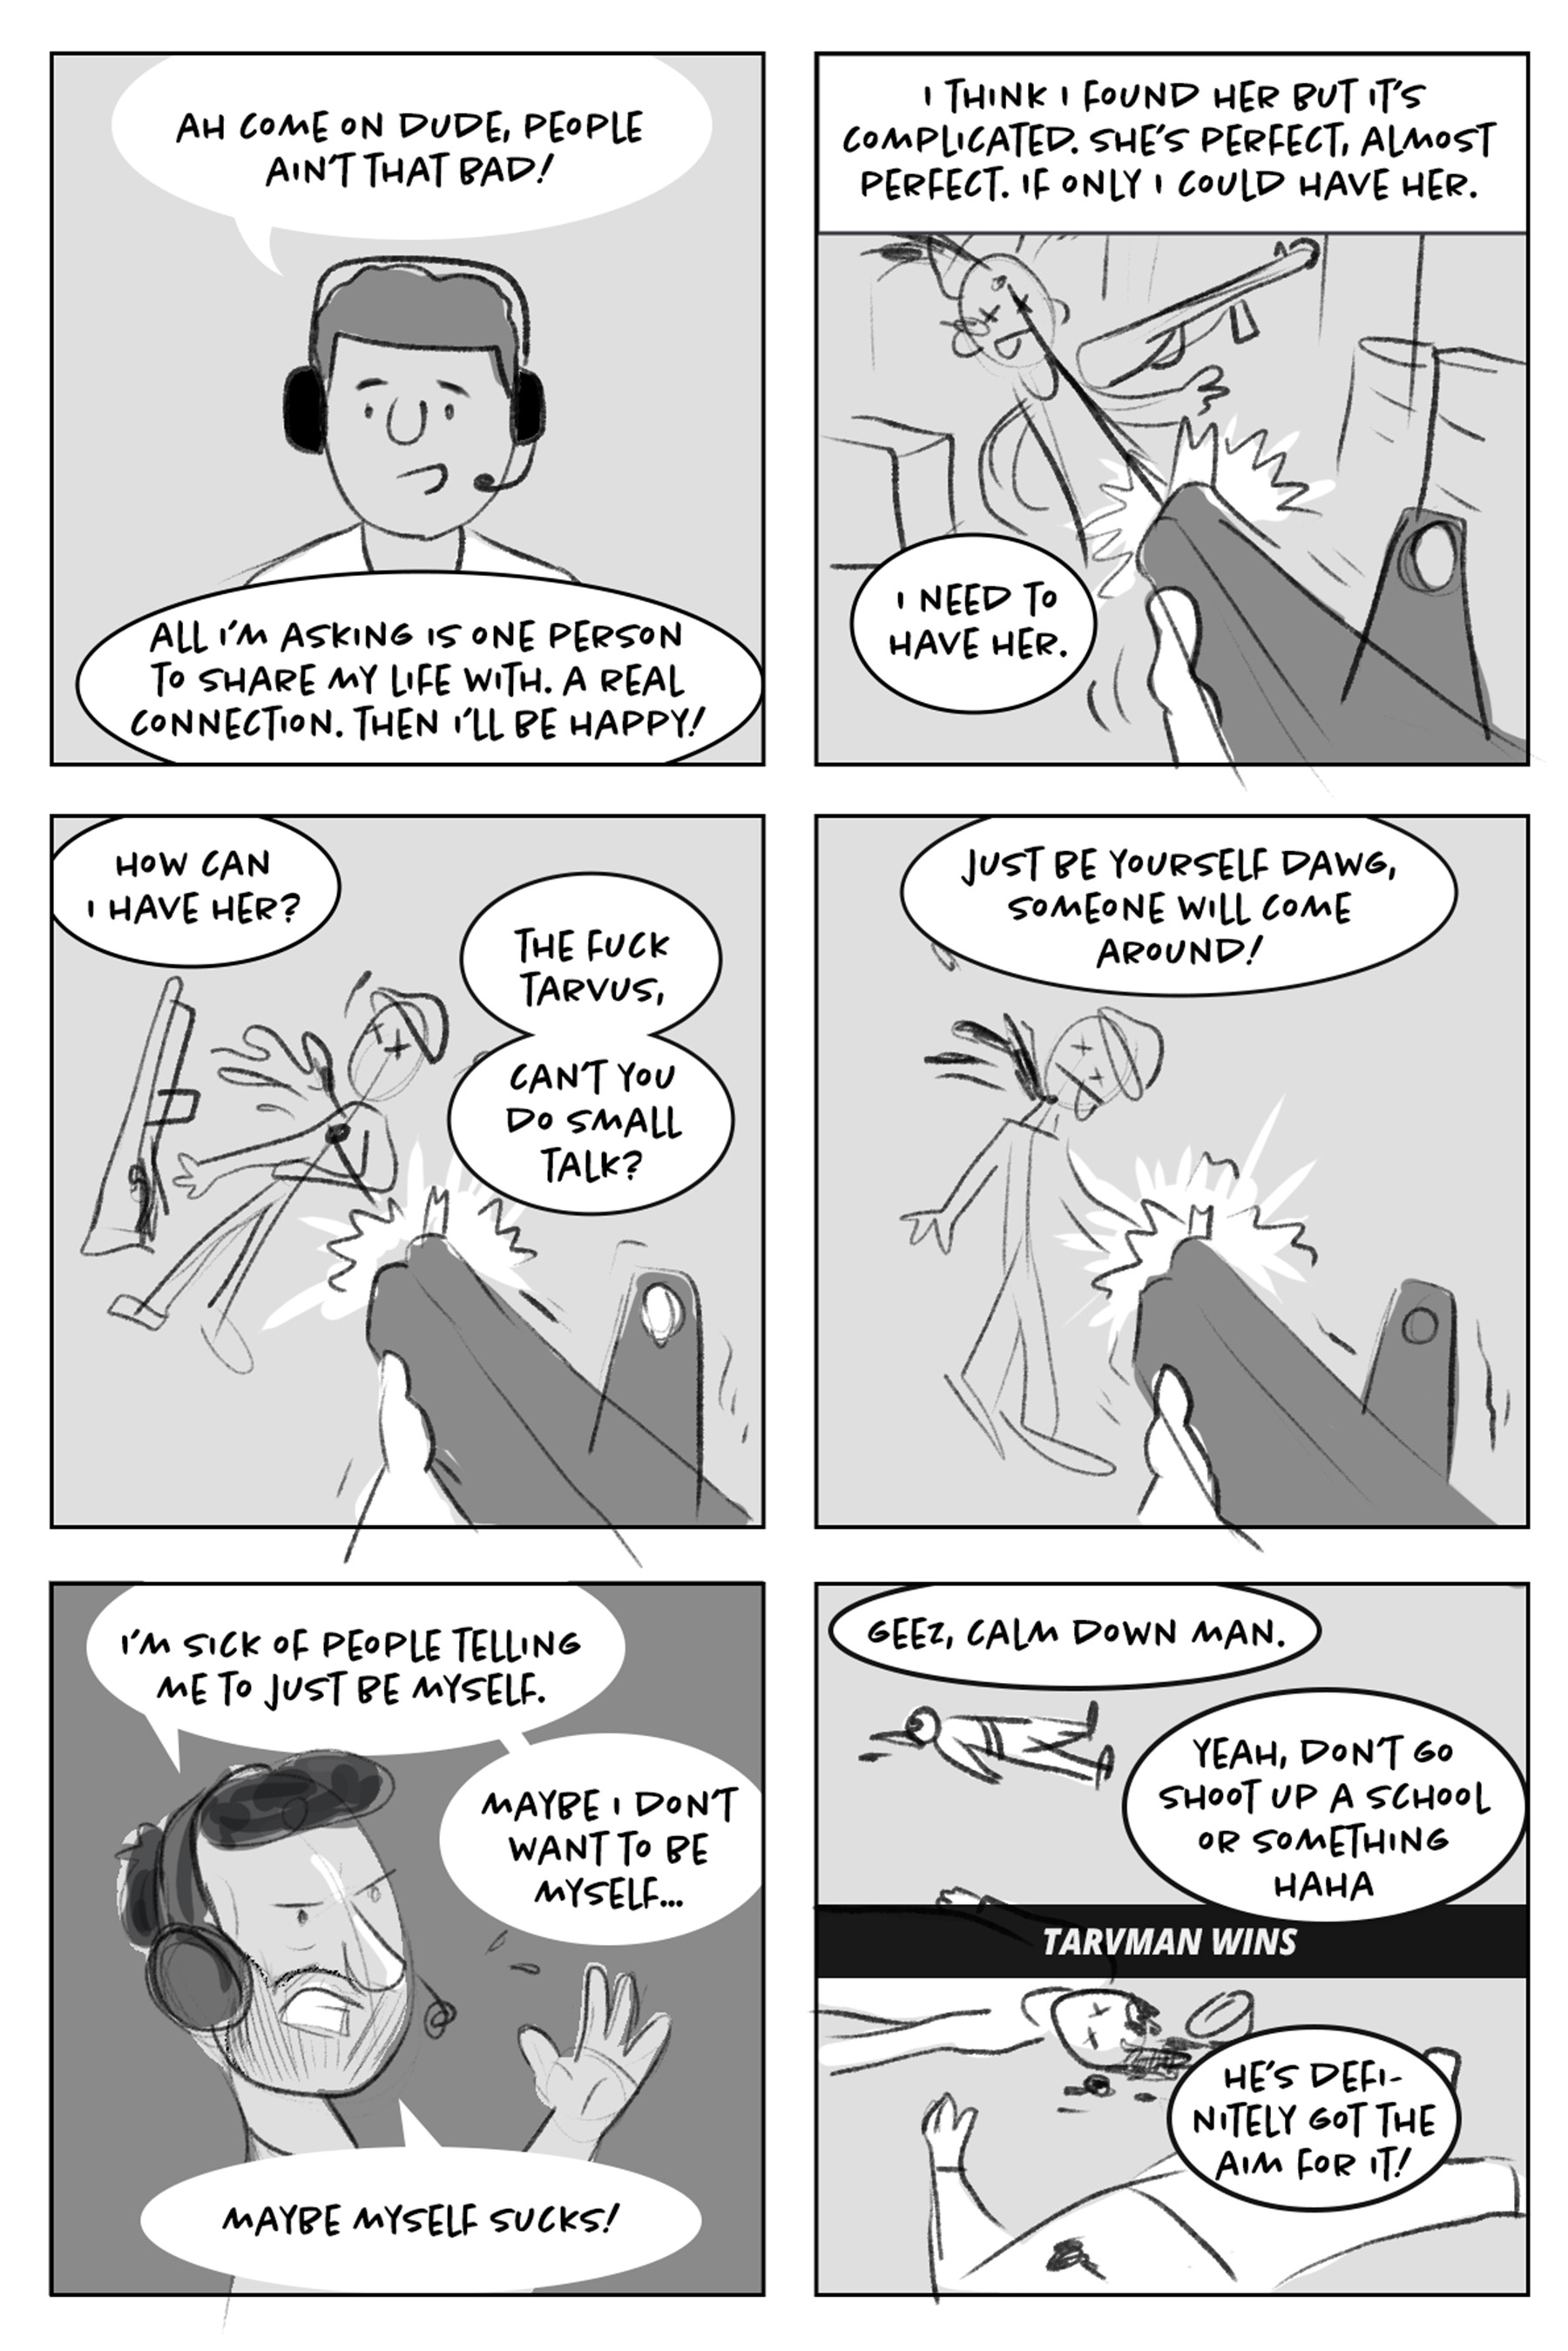 AH COME ON DUDE, PEOPLE
AIN'T THAT BAD!
ALL I'M ASKING IS ONE PERSON
TO SHARE MY LIFE WITH. A REAL
CONNECTION. THEN I'LL BE HAPPY!
I THINK I FOUND HER BUT IT'S
COMPLICATED. SHE'S PERFECT, ALMOST
PERFECT. IF ONLY I COULD HAVE HER.
I NEED TO
HAVE HER.
HOW CAN
I HAVE HER?
THE FUCK
TARVUS,
CAN'T YOU
DO SMALL
TALK?
JUST BE YOURSELF DAWG,
SOMEONE WILL COME
AROUND!
I'M SICK OF PEOPLE TELLING
ME TO JUST BE MYSELF.
MAYBE I DON'T
WANT TO BE
MYSELF...
MAYBE MYSELF SUCKS!
GEEZ, CALM DOWN MAN.
YEAH, DON'T GO
SHOOT UP A SCHOOL
OR SOMETHING
HAHA
TARVMAN WINS
HE'S DEFI-
NITELY GOT THE
AIM FOR IT!